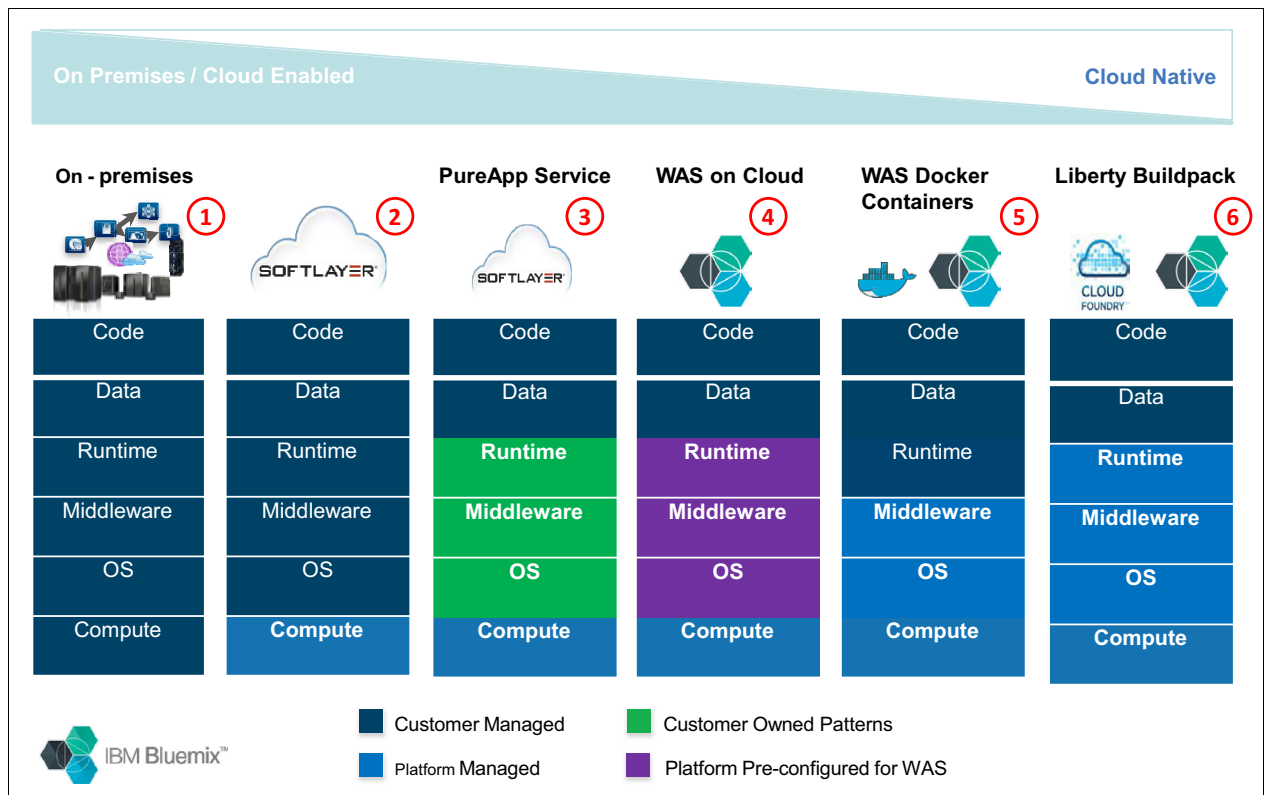 On Premises / Cloud Enabled
Cloud Native
On - premises
PureApp Service
WAS on Cloud
WAS Docker
Containers
Liberty Buildpack
1
2
3
4
5
6
SOFTLAYER®
SOFTLAYER®
CLOUD
FOUNDRY™
Code
Code
Code
Code
Code
Code
Data
Data
Data
Data
Data
Data
Runtime
Runtime
Runtime
Runtime
Runtime
Runtime
Middleware
Middleware
Middleware
Middleware
Middleware
Middleware
OS
OS
OS
OS
OS
OS
Compute
Compute
Compute
Compute
Compute
Compute
Customer Managed
Customer Owned Patterns
Platform Managed
Platform Pre-configured for WAS
IBM Bluemix™